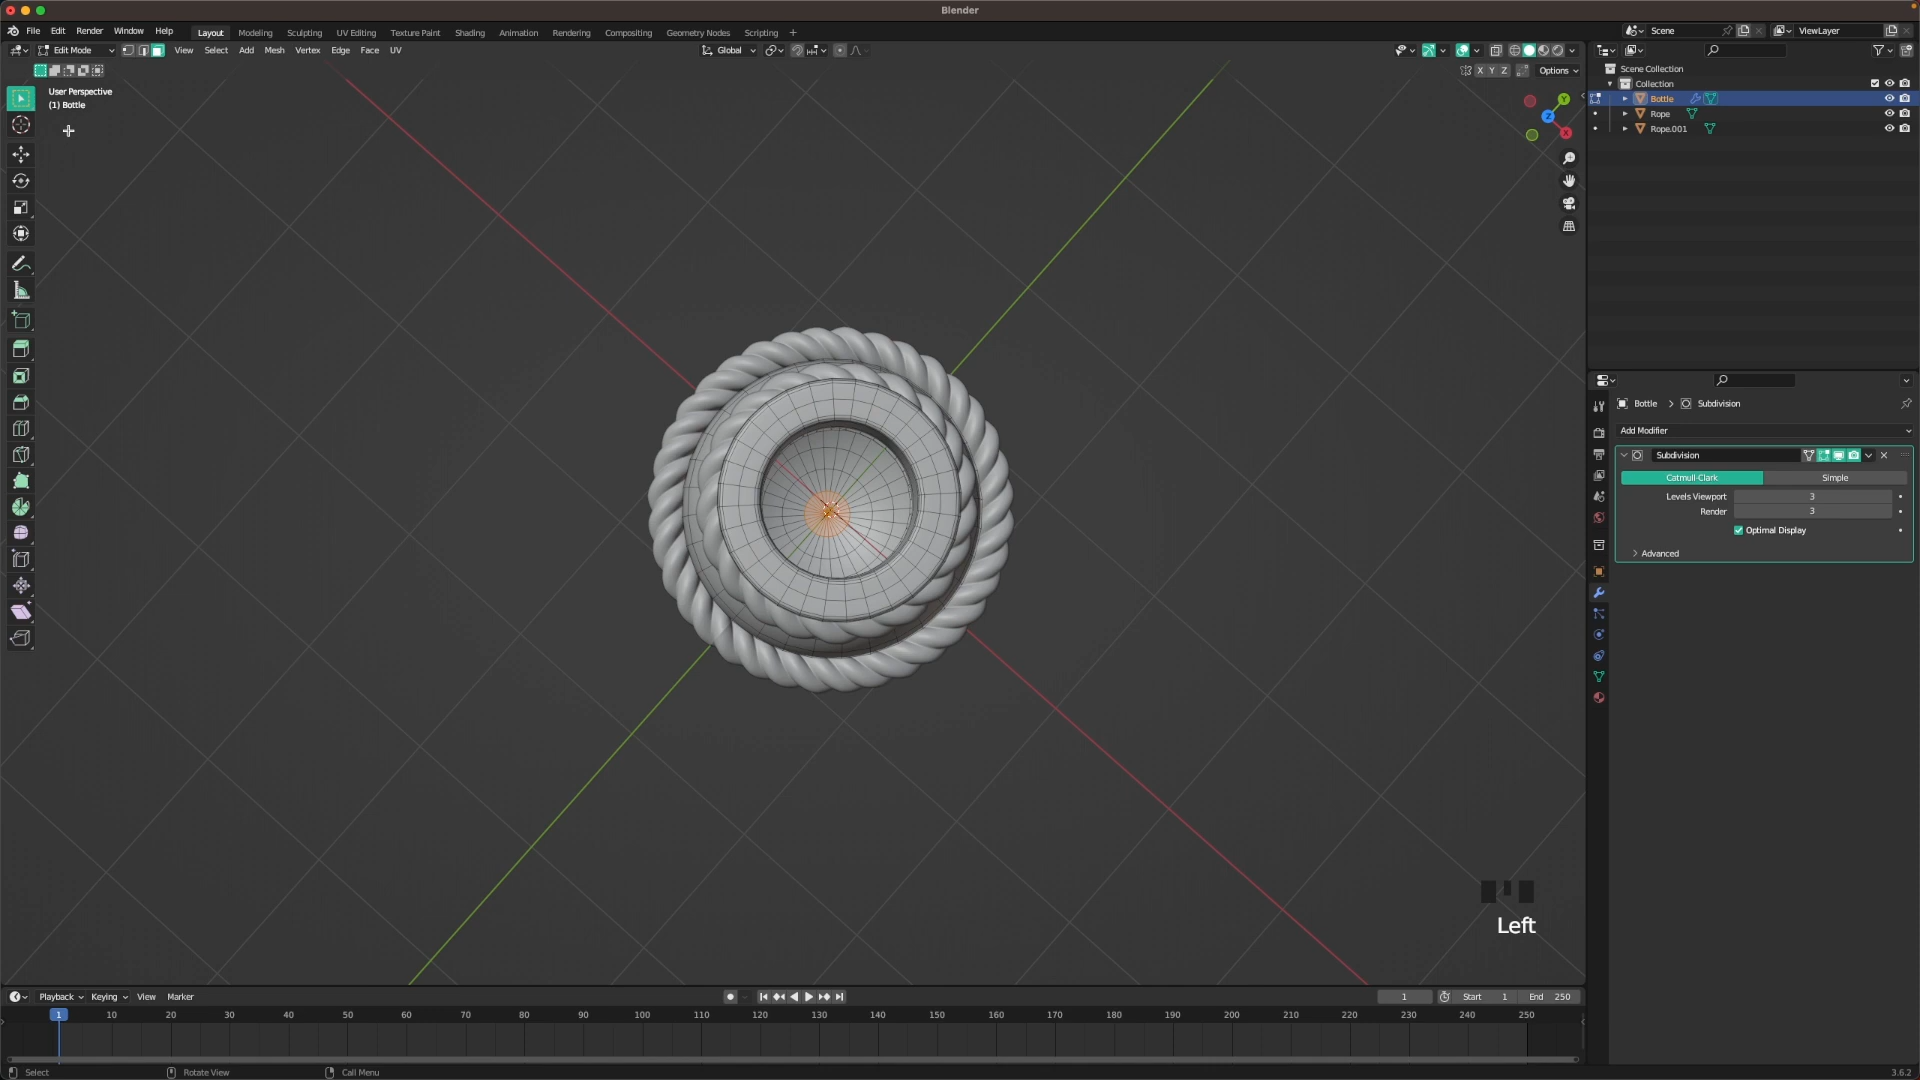 Blender
File Edit Render Window Help Layout Modeling Sculpting UV Editing Texture Paint Shading Animation Rendering Compositing Geometry Nodes Scripting + Scene ViewLayer
Edit Mode View Select Add Mesh Vertex Edge Face UV Global
X Y Z Options
User Perspective
(1) Bottle
Y
Z
X
Scene Collection
Collection
Bottle
Rope
Rope.001
Bottle > Subdivision
Add Modifier
Subdivision
Catmull-Clark Simple
Levels Viewport 3
Render 3
Optimal Display
Advanced
Left
Playback Keying View Marker 1 Start 1 End 250
1 10 20 30 40 50 60 70 80 90 100 110 120 130 140 150 160 170 180 190 200 210 220 230 240 250
Select Rotate View Call Menu 3.6.2